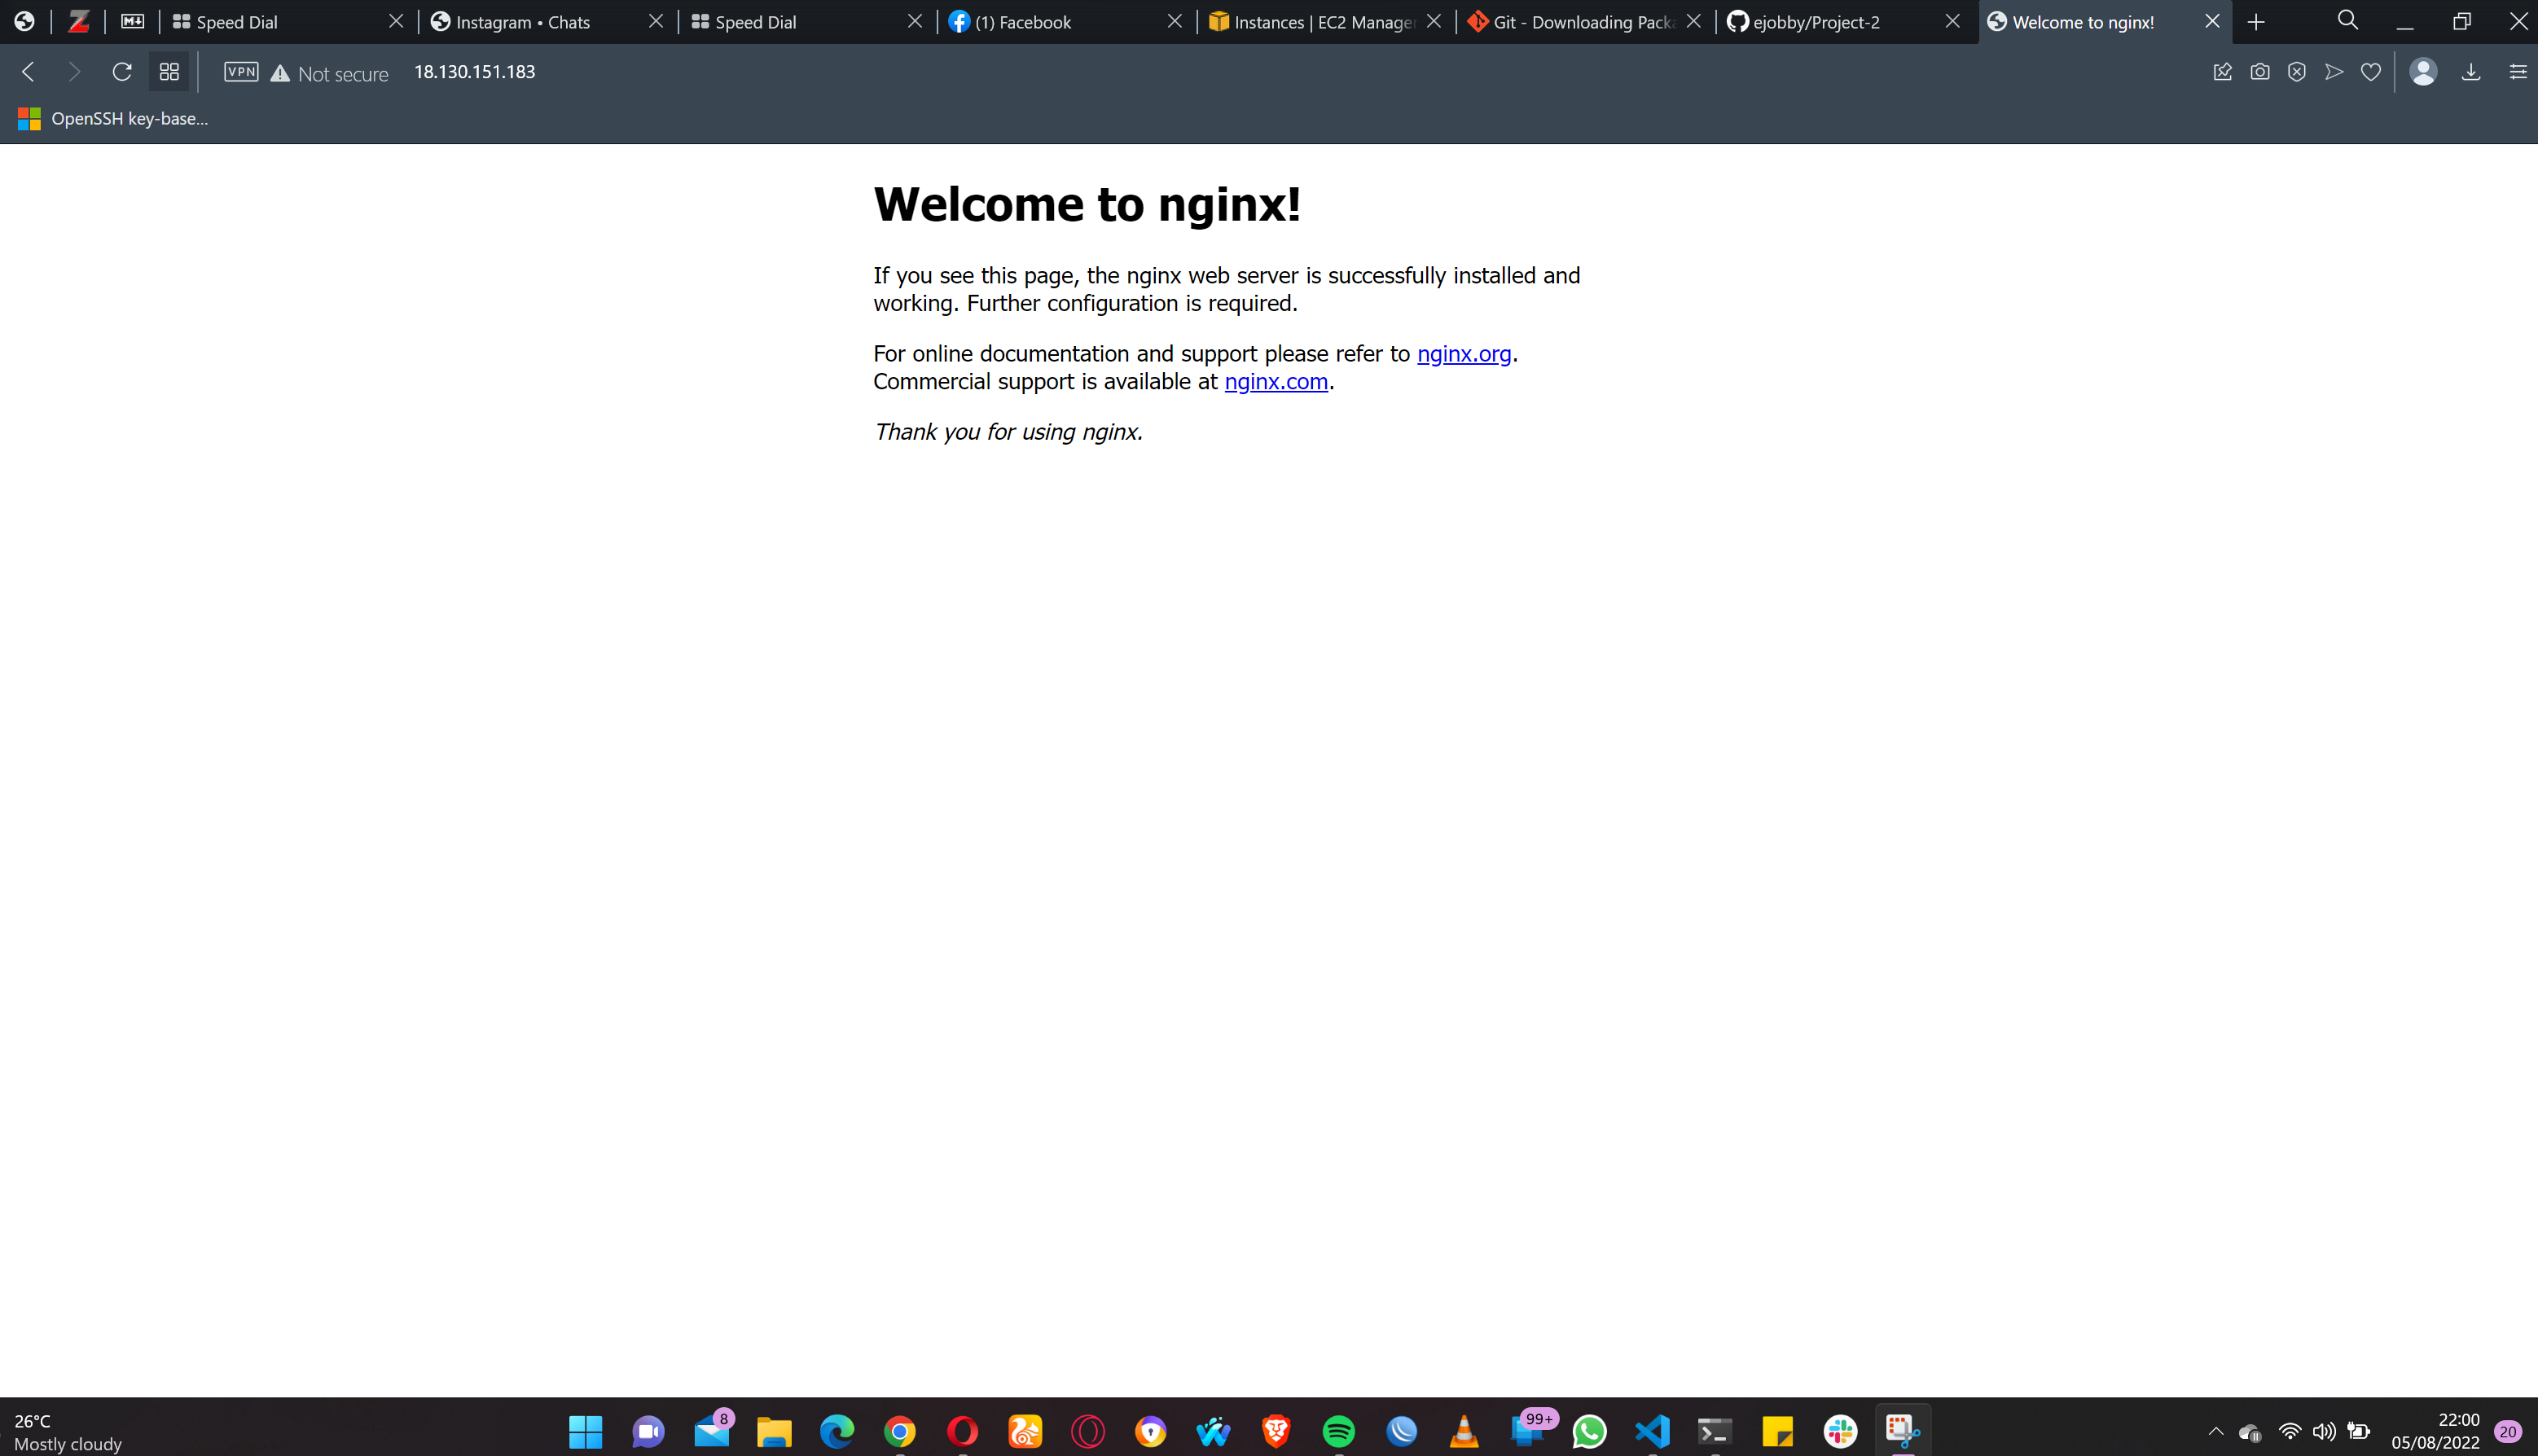 Speed Dial
Instagram • Chats
Speed Dial
(1) Facebook
Instances | EC2 Manager
Git - Downloading Packa
ejobby/Project-2
Welcome to nginx!
VPN
Not secure
18.130.151.183
OpenSSH key-base...
Welcome to nginx!
If you see this page, the nginx web server is successfully installed and
working. Further configuration is required.
For online documentation and support please refer to nginx.org.
Commercial support is available at nginx.com.
Thank you for using nginx.
26°C
Mostly cloudy
8
99+
22:00
05/08/2022
20